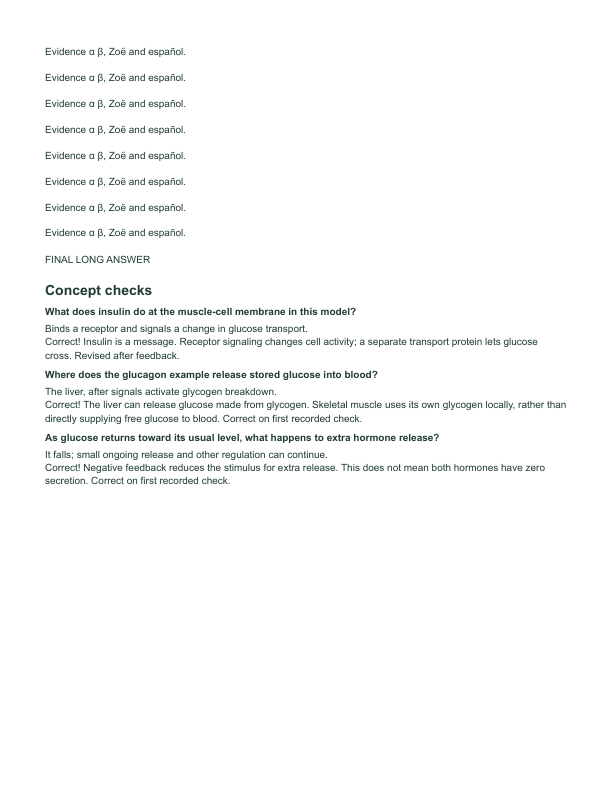 Evidence α β, Zoë and español.
Evidence α β, Zoë and español.
Evidence α β, Zoë and español.
Evidence α β, Zoë and español.
Evidence α β, Zoë and español.
Evidence α β, Zoë and español.
Evidence α β, Zoë and español.
Evidence α β, Zoë and español.
FINAL LONG ANSWER
Concept checks
What does insulin do at the muscle-cell membrane in this model?
Binds a receptor and signals a change in glucose transport.
Correct! Insulin is a message. Receptor signaling changes cell activity; a separate transport protein lets glucose
cross. Revised after feedback.
Where does the glucagon example release stored glucose into blood?
The liver, after signals activate glycogen breakdown.
Correct! The liver can release glucose made from glycogen. Skeletal muscle uses its own glycogen locally, rather than
directly supplying free glucose to blood. Correct on first recorded check.
As glucose returns toward its usual level, what happens to extra hormone release?
It falls; small ongoing release and other regulation can continue.
Correct! Negative feedback reduces the stimulus for extra release. This does not mean both hormones have zero
secretion. Correct on first recorded check.